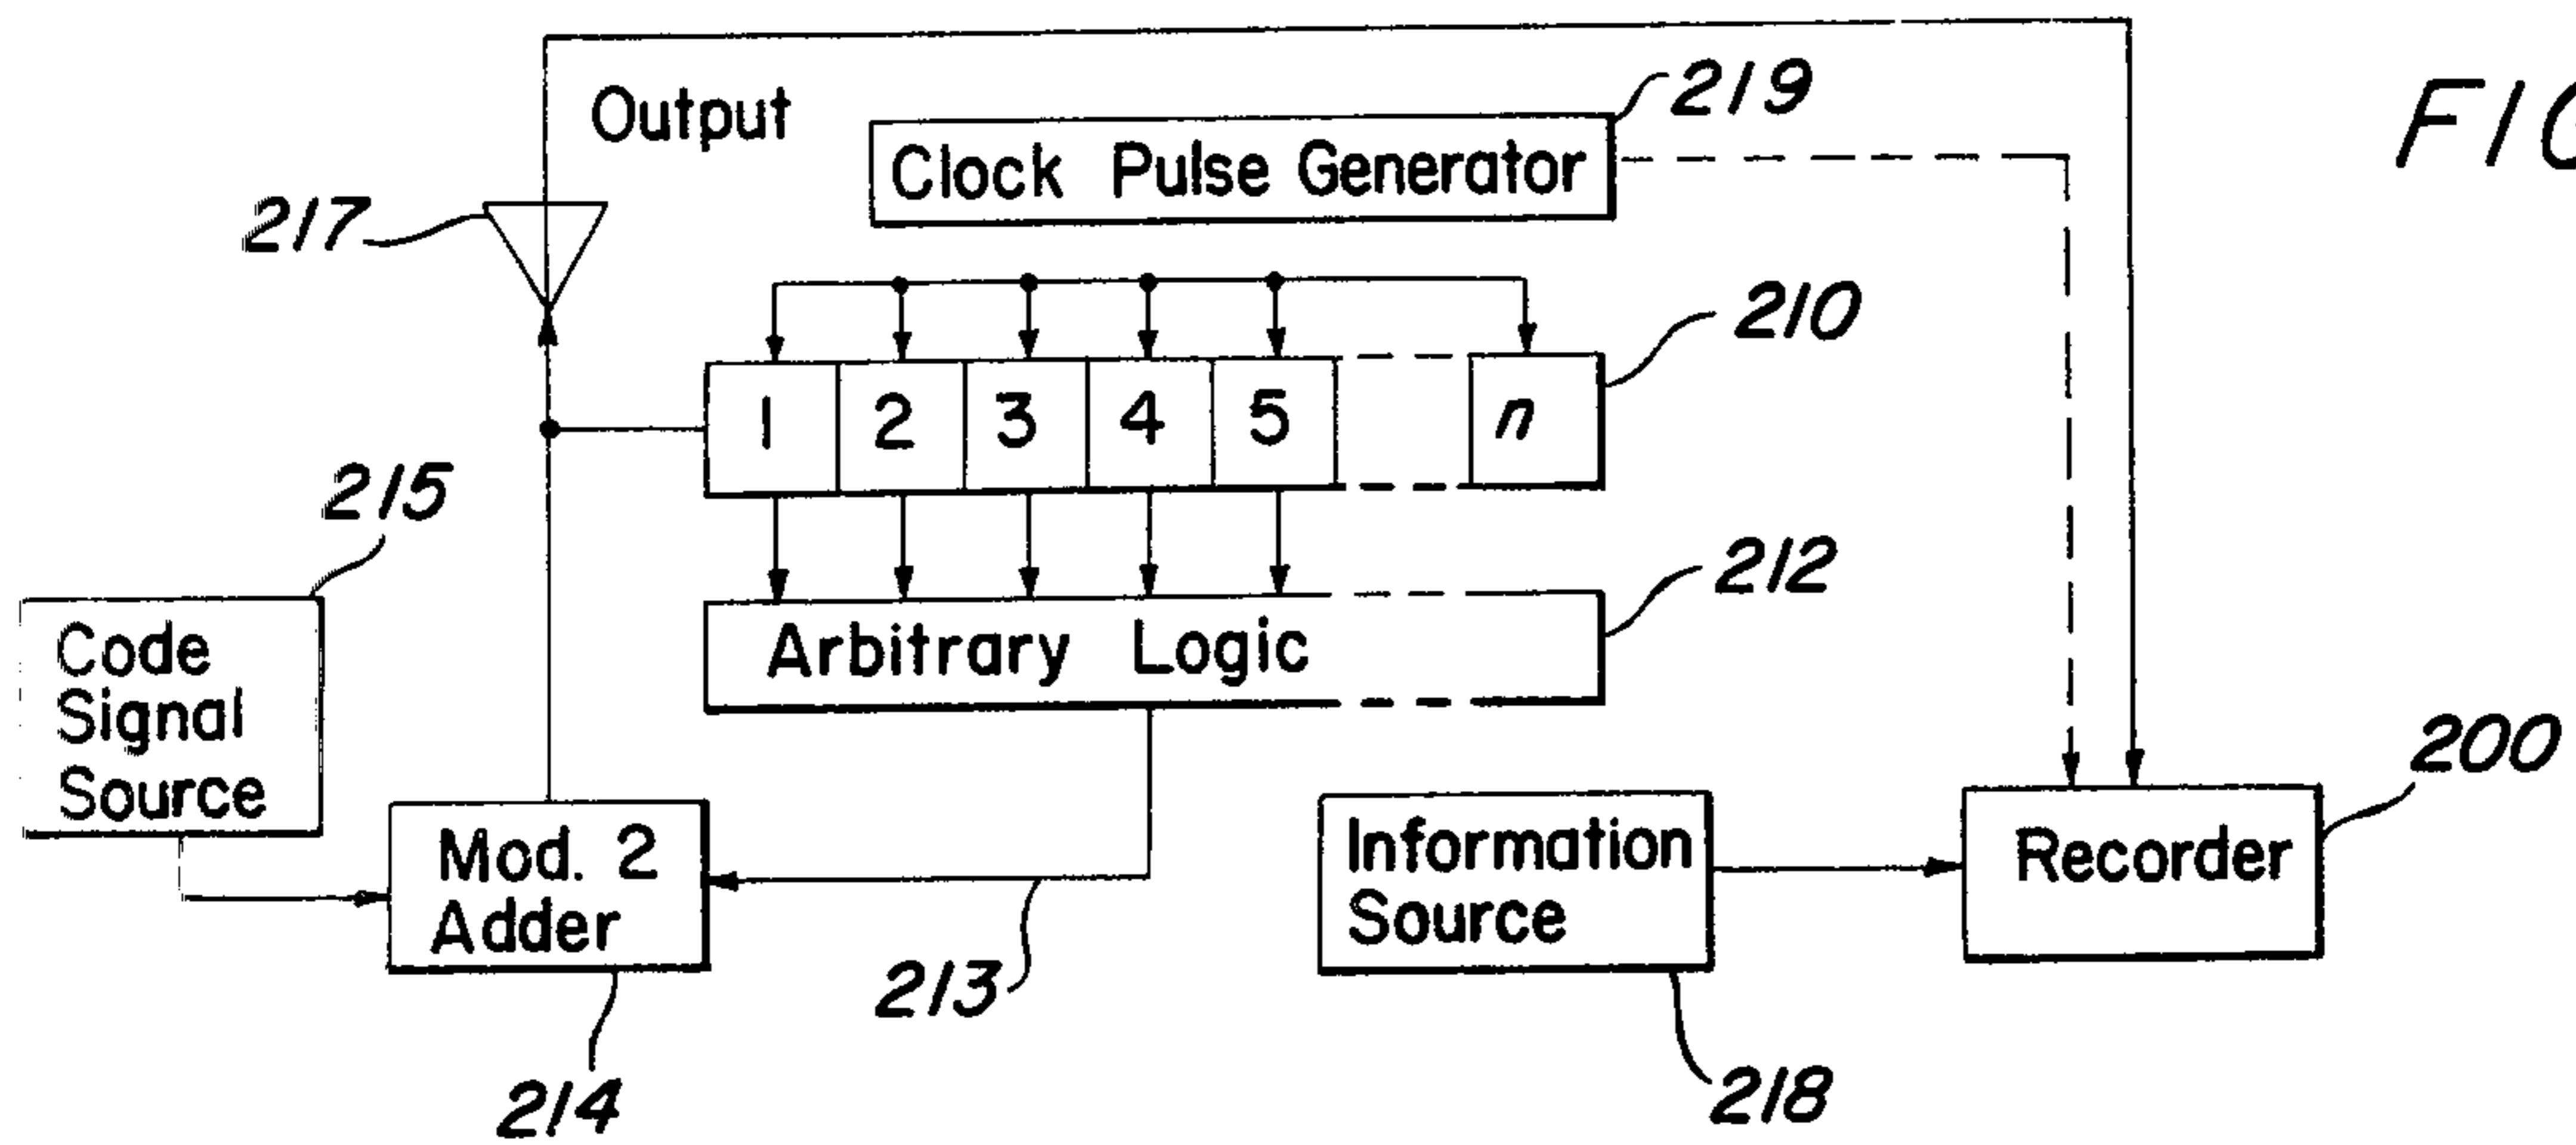 219
Output
Clock Pulse Generator
FIG
217
210
1 2 3 4 5 n
215
212
Code
Signal
Source
Arbitrary Logic
200
Mod. 2
Adder
Information
Source
Recorder
213
214
218